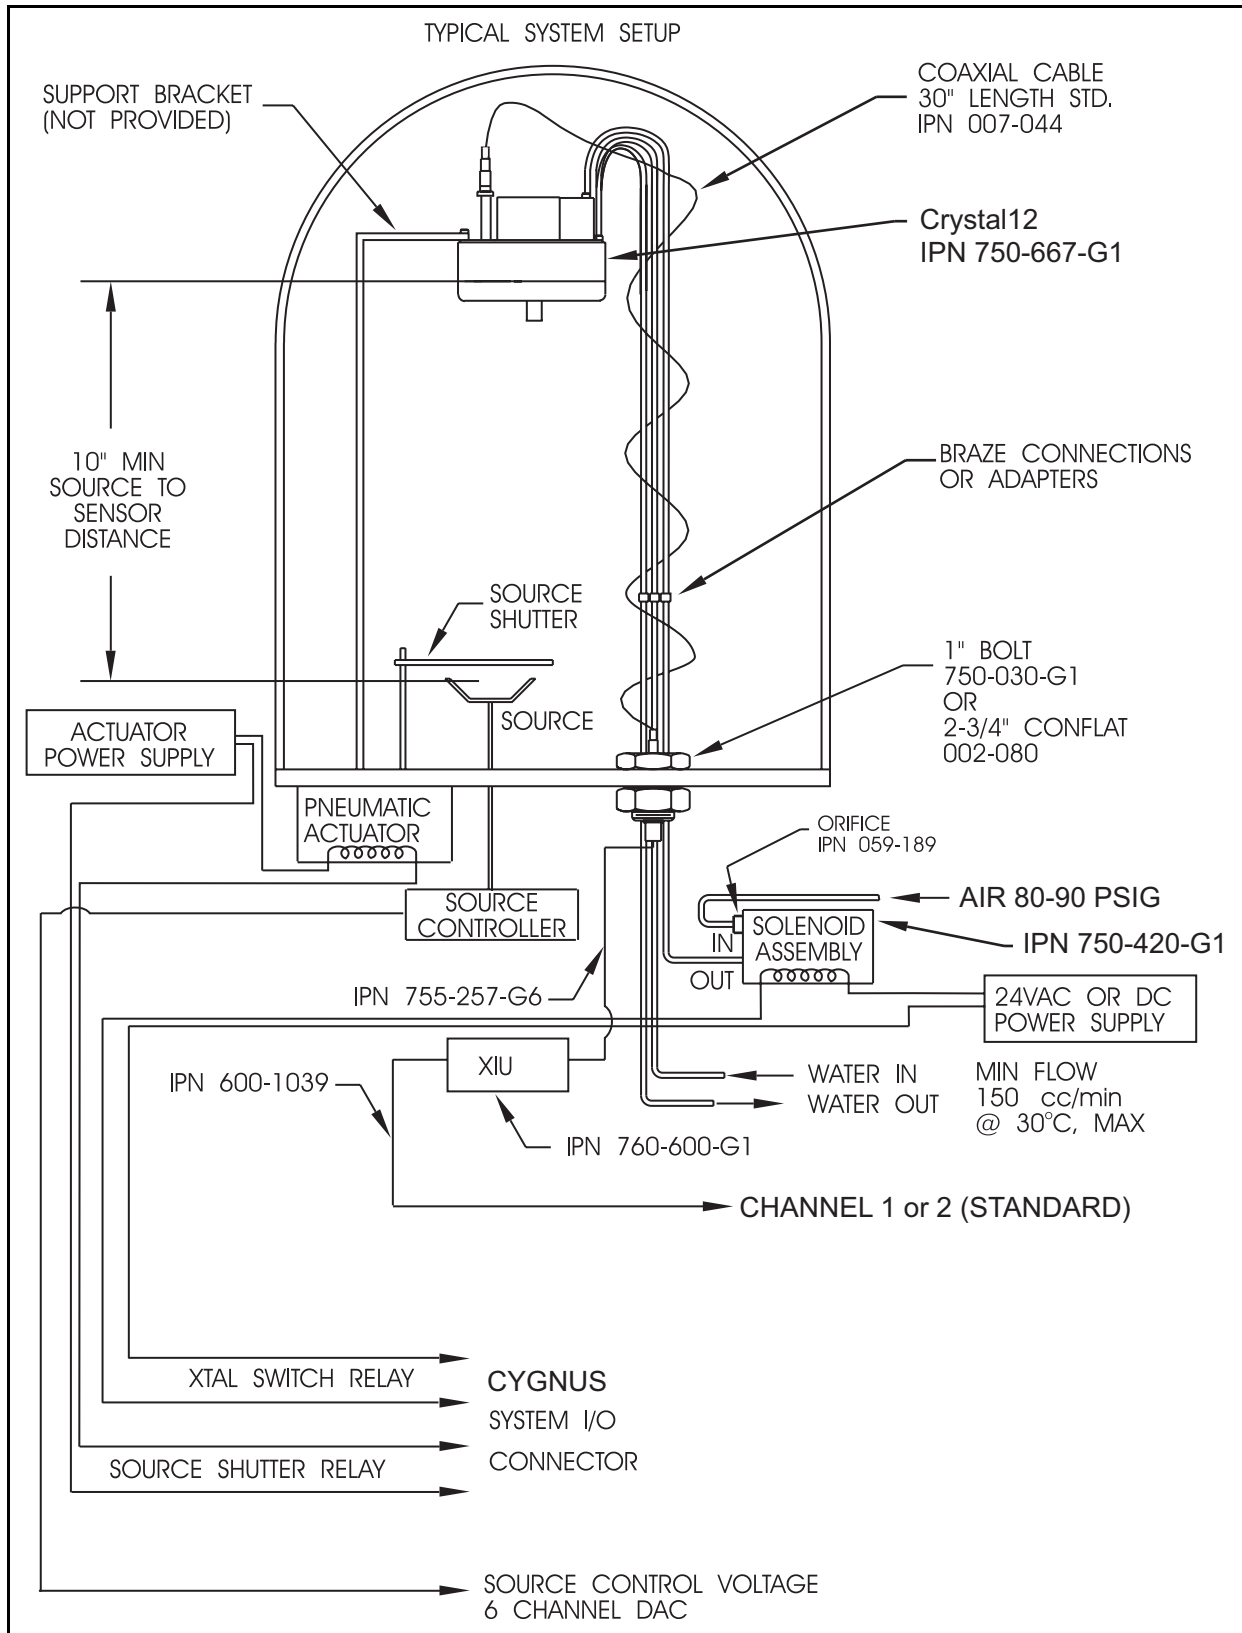 TYPICAL SYSTEM SETUP
SUPPORT BRACKET
(NOT PROVIDED)
COAXIAL CABLE
30" LENGTH STD.
IPN 007-044
Crystal12
IPN 750-667-G1
10" MIN
SOURCE TO
SENSOR
DISTANCE
BRAZE CONNECTIONS
OR ADAPTERS
SOURCE
SHUTTER
1" BOLT
750-030-G1
OR
2-3/4" CONFLAT
002-080
SOURCE
ACTUATOR
POWER SUPPLY
PNEUMATIC
ACTUATOR
ORIFICE
IPN 059-189
SOURCE
CONTROLLER
AIR 80-90 PSIG
IN
SOLENOID
ASSEMBLY
IPN 750-420-G1
OUT
IPN 755-257-G6
24VAC OR DC
POWER SUPPLY
IPN 600-1039
XIU
WATER IN
WATER OUT
MIN FLOW
150 cc/min
@ 30°C, MAX
IPN 760-600-G1
CHANNEL 1 or 2 (STANDARD)
XTAL SWITCH RELAY
CYGNUS
SYSTEM I/O
CONNECTOR
SOURCE SHUTTER RELAY
SOURCE CONTROL VOLTAGE
6 CHANNEL DAC